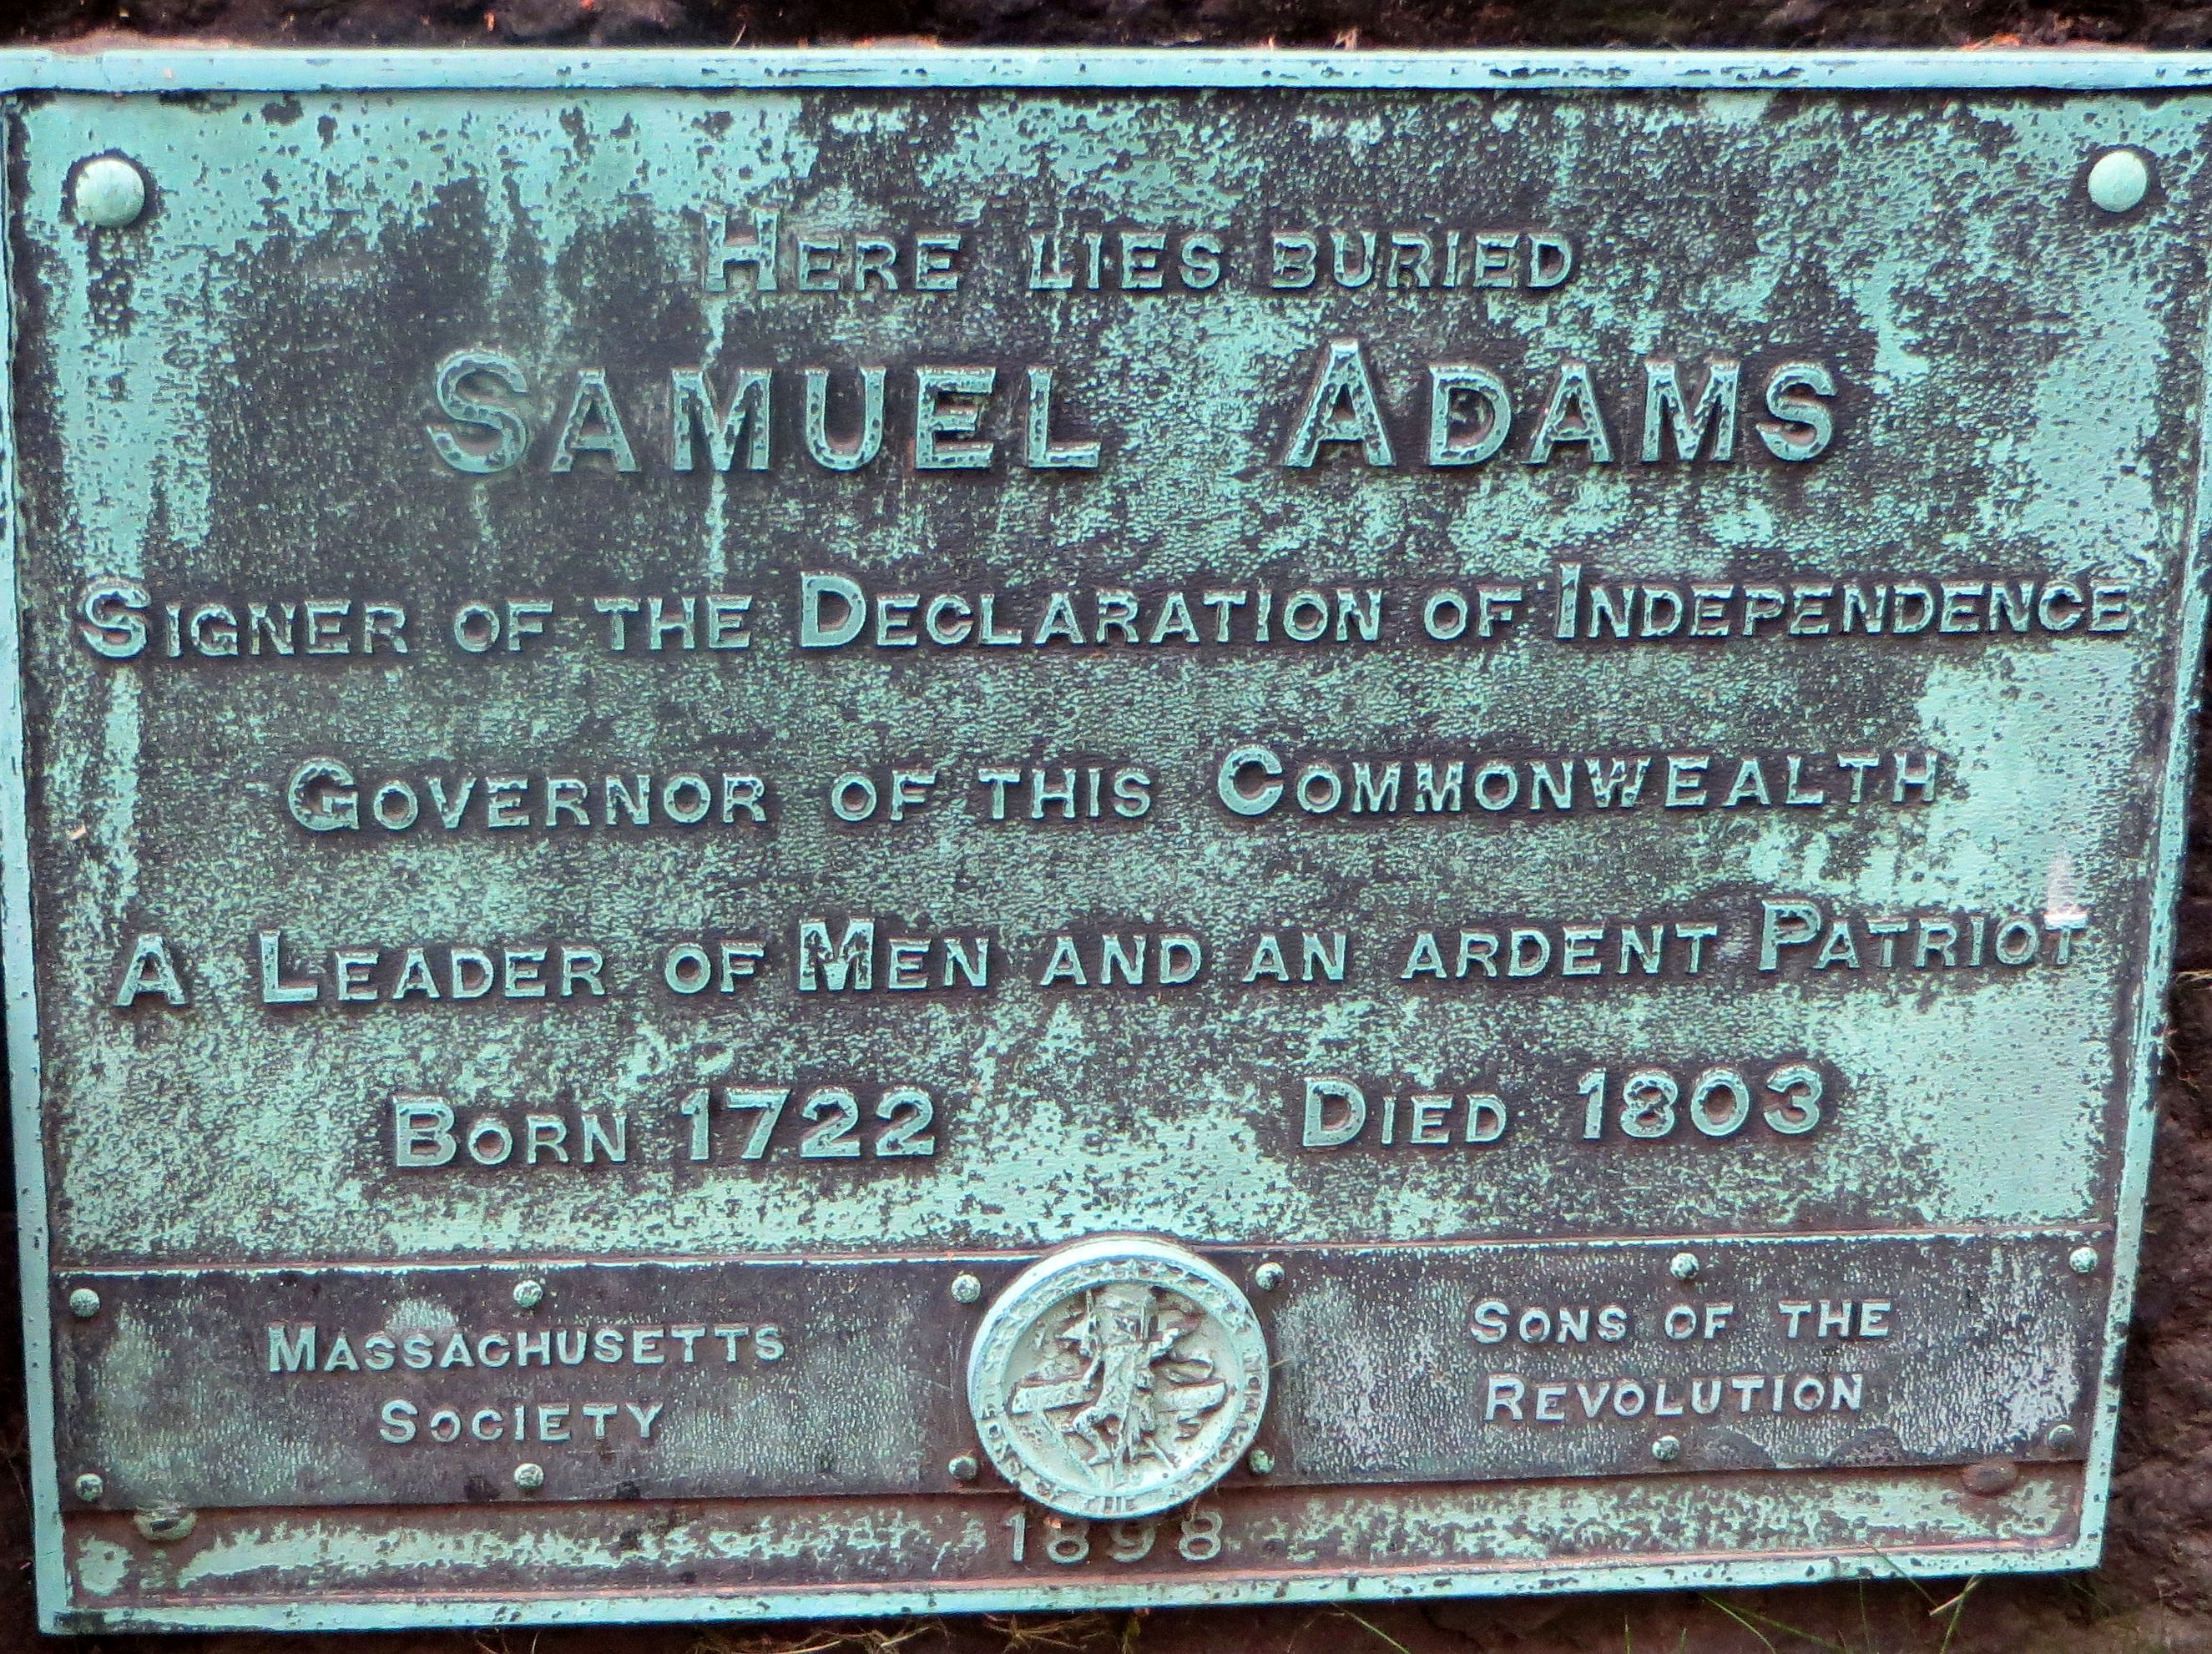 HERE LIES BURIED
SAMUEL ADAMS
SIGNER OF THE DECLARATION OF INDEPENDENCE
GOVERNOR OF THIS COMMONWEALTH
A LEADER OF MEN AND AN ARDENT PATRIOT
BORN 1722 DIED 1803
MASSACHUSETTS
SOCIETY
SONS OF THE
REVOLUTION
1898